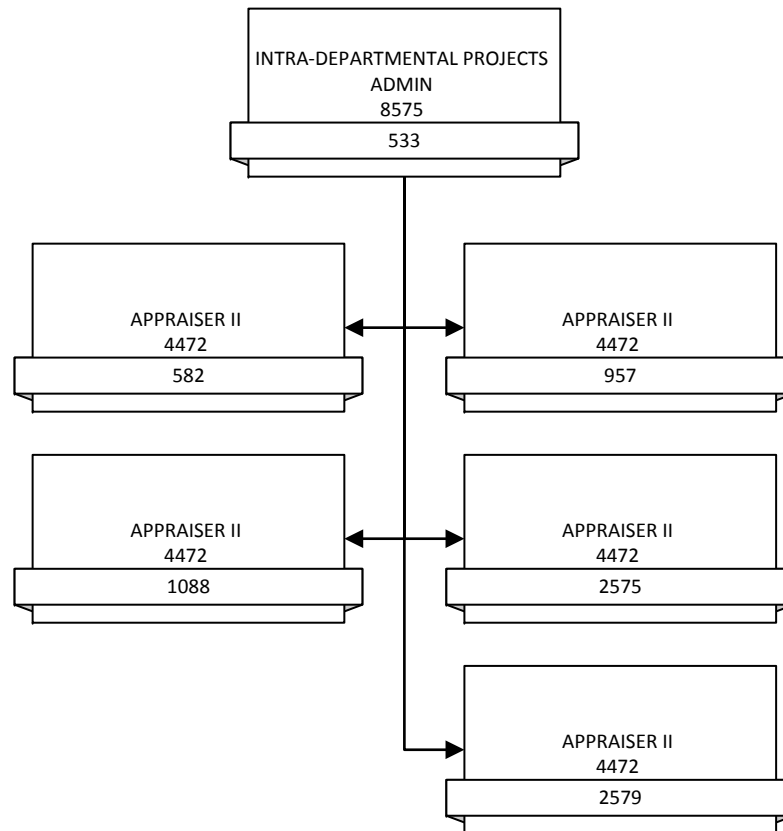 INTRA-DEPARTMENTAL PROJECTS
ADMIN
8575
533
APPRAISER II
4472
582
APPRAISER II
4472
957
APPRAISER II
4472
1088
APPRAISER II
4472
2575
APPRAISER II
4472
2579